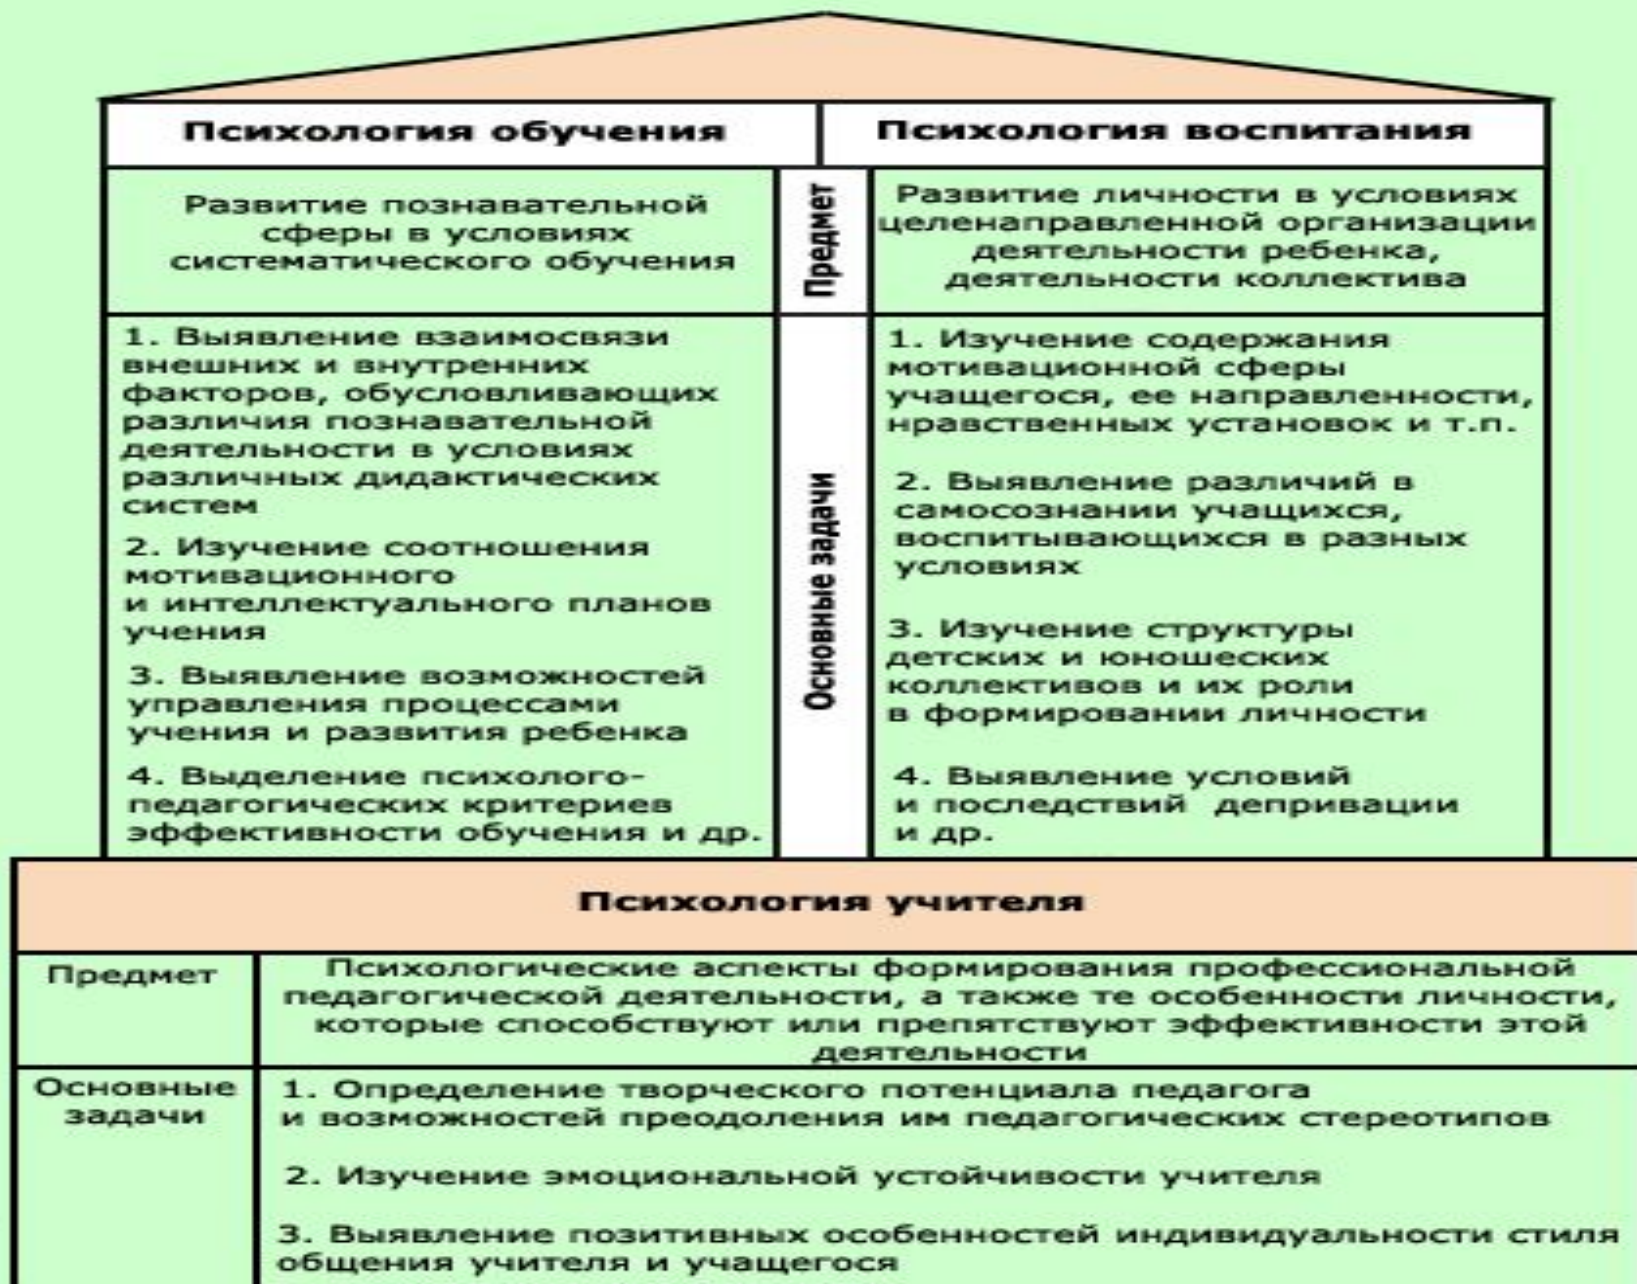 Психология обучения
Психология воспитания
Развитие познавательной
сферы в условиях
систематического обучения
Предмет
Развитие личности в условиях
целенаправленной организации
деятельности ребенка,
деятельности коллектива
1. Выявление взаимосвязи
внешних и внутренних
факторов, обусловливающих
различия познавательной
деятельности в условиях
различных дидактических
систем
2. Изучение соотношения
мотивационного
и интеллектуального планов
учения
3. Выявление возможностей
управления процессами
учения и развития ребенка
4. Выделение психолого-
педагогических критериев
эффективности обучения и др.
Основные задачи
1. Изучение содержания
мотивационной сферы
учащегося, ее направленности,
нравственных установок и т.п.
2. Выявление различий в
самосознании учащихся,
воспитывающихся в разных
условиях
3. Изучение структуры
детских и юношеских
коллективов и их роли
в формировании личности
4. Выявление условий
и последствий депривации
и др.
Психология учителя
Предмет
Психологические аспекты формирования профессиональной
педагогической деятельности, а также те особенности личности,
которые способствуют или препятствуют эффективности этой
деятельности
Основные
задачи
1. Определение творческого потенциала педагога
и возможностей преодоления им педагогических стереотипов
2. Изучение эмоциональной устойчивости учителя
3. Выявление позитивных особенностей индивидуальности стиля
общения учителя и учащегося